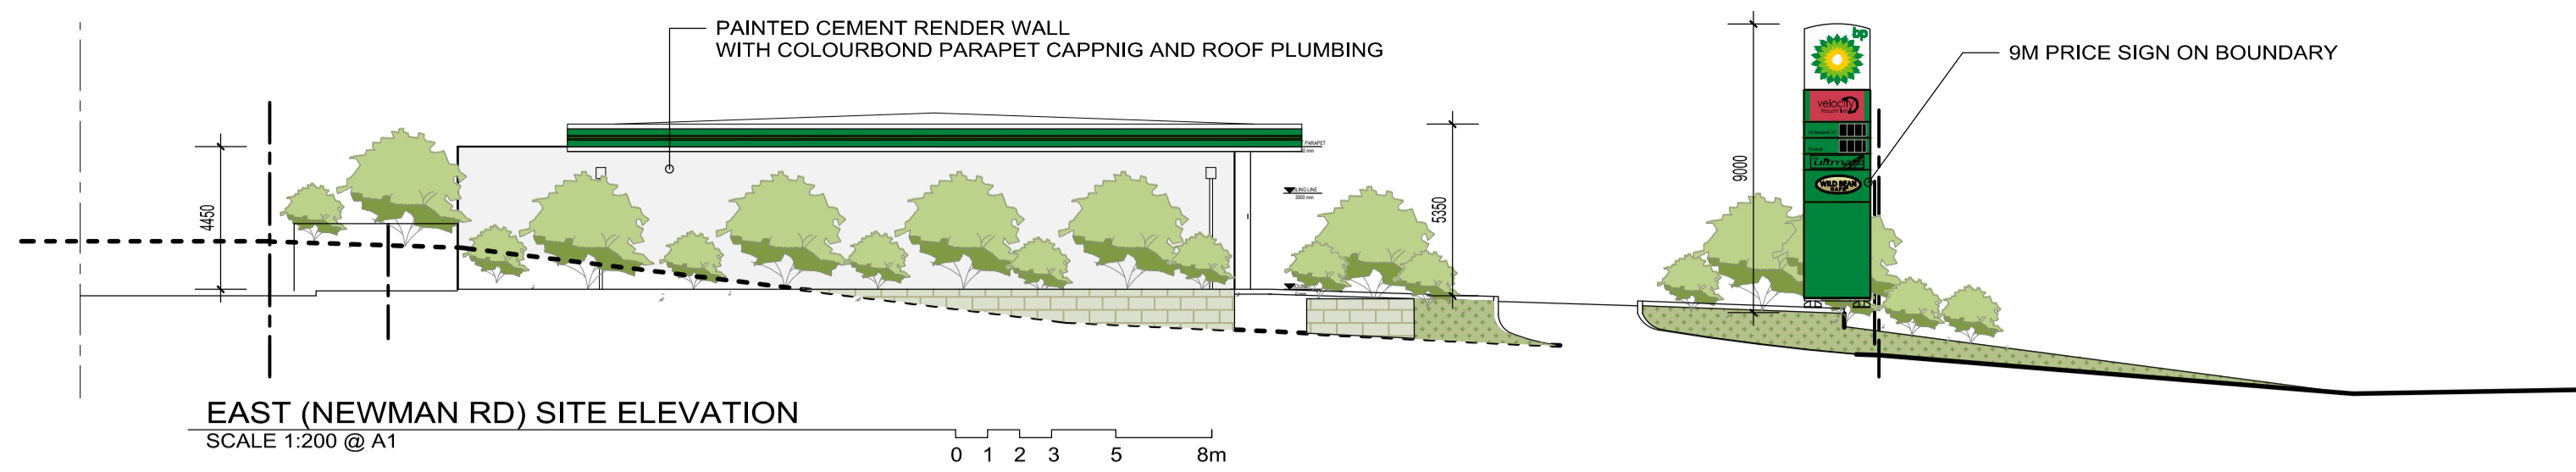 PAINTED CEMENT RENDER WALL
WITH COLOURBOND PARAPET CAPPNIG AND ROOF PLUMBING
9M PRICE SIGN ON BOUNDARY
bp
velocity
ultimate
WILD BEAN
4450
PARAPET
3000 mm
5350
9000
EAST (NEWMAN RD) SITE ELEVATION
SCALE 1:200 @ A1
0 1 2 3 5 8m